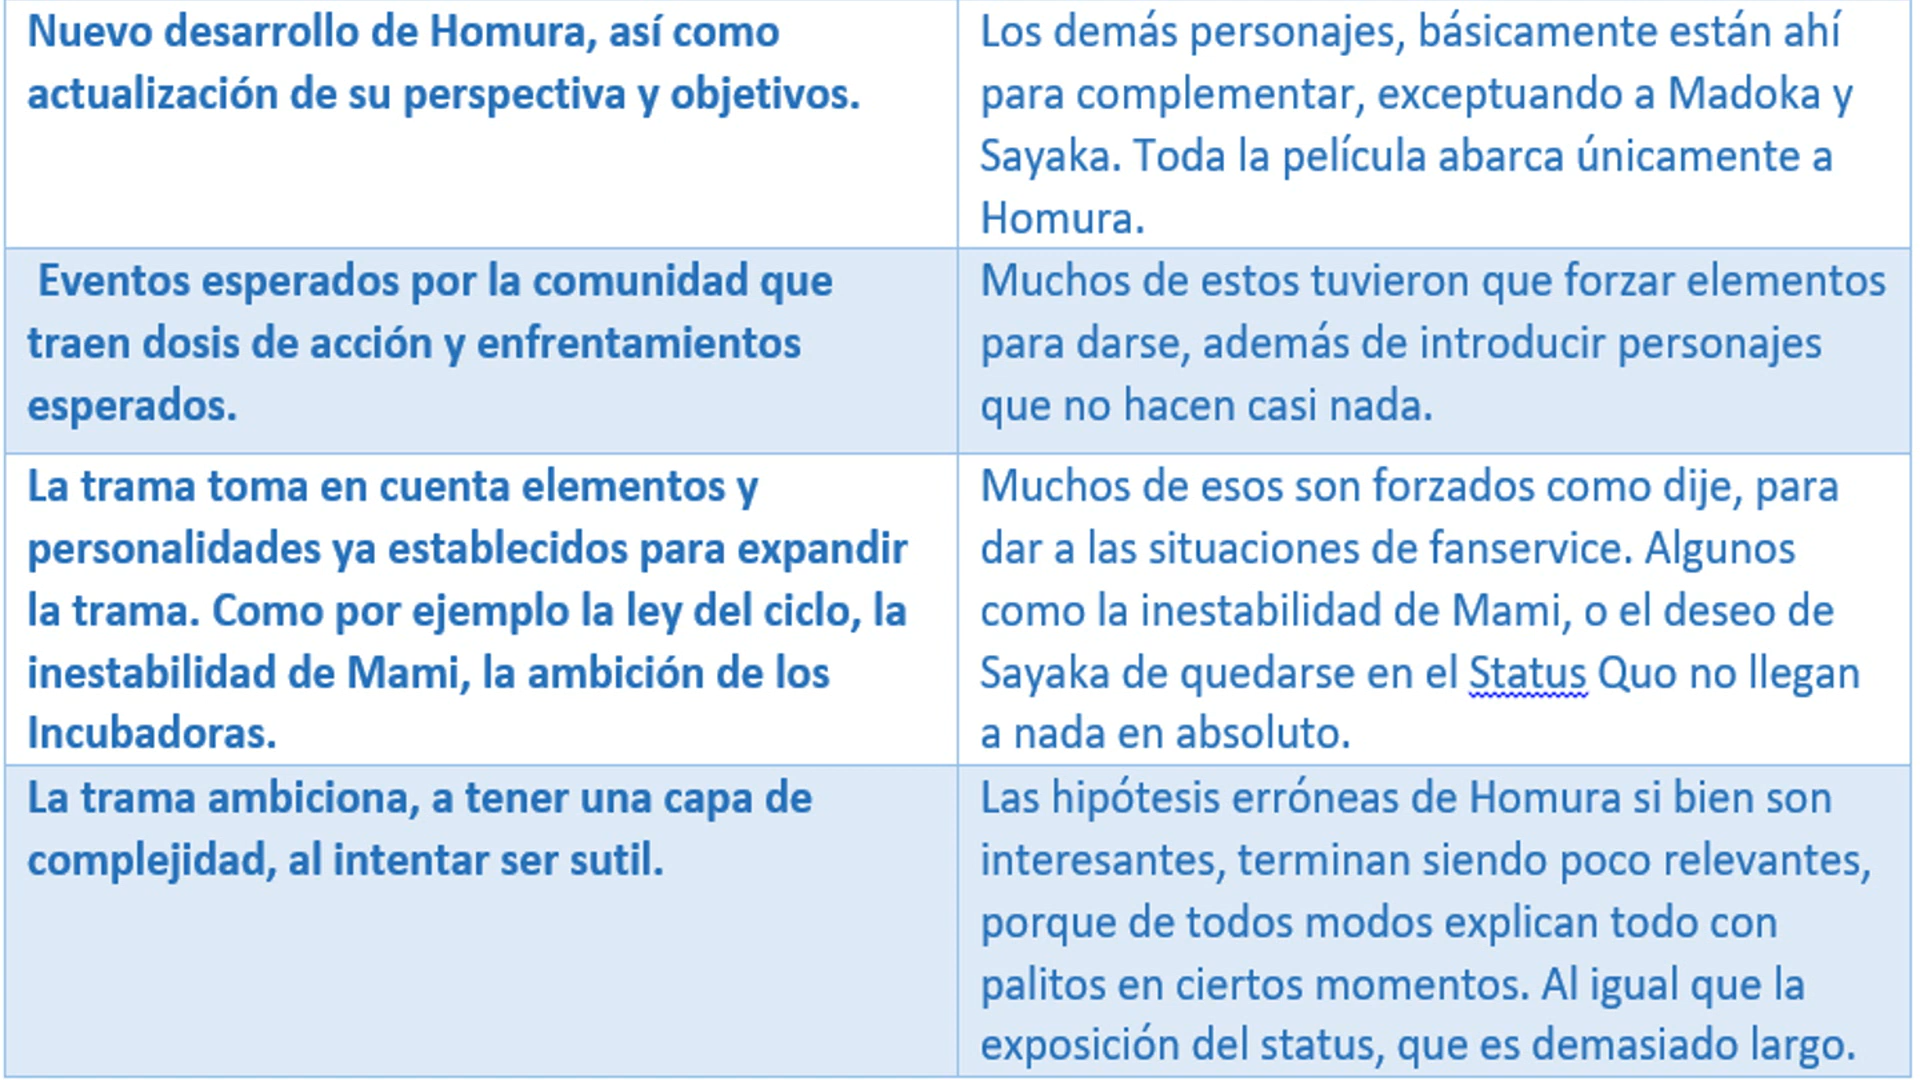 Nuevo desarrollo de Homura, así como
actualización de su perspectiva y objetivos.
Los demás personajes, básicamente están ahí
para complementar, exceptuando a Madoka y
Sayaka. Toda la película abarca únicamente a
Homura.
Eventos esperados por la comunidad que
traen dosis de acción y enfrentamientos
esperados.
Muchos de estos tuvieron que forzar elementos
para darse, además de introducir personajes
que no hacen casi nada.
La trama toma en cuenta elementos y
personalidades ya establecidos para expandir
la trama. Como por ejemplo la ley del ciclo, la
inestabilidad de Mami, la ambición de los
Incubadoras.
Muchos de esos son forzados como dije, para
dar a las situaciones de fanservice. Algunos
como la inestabilidad de Mami, o el deseo de
Sayaka de quedarse en el Status Quo no llegan
a nada en absoluto.
La trama ambiciona, a tener una capa de
complejidad, al intentar ser sutil.
Las hipótesis erróneas de Homura si bien son
interesantes, terminan siendo poco relevantes,
porque de todos modos explican todo con
palitos en ciertos momentos. Al igual que la
exposición del status, que es demasiado largo.